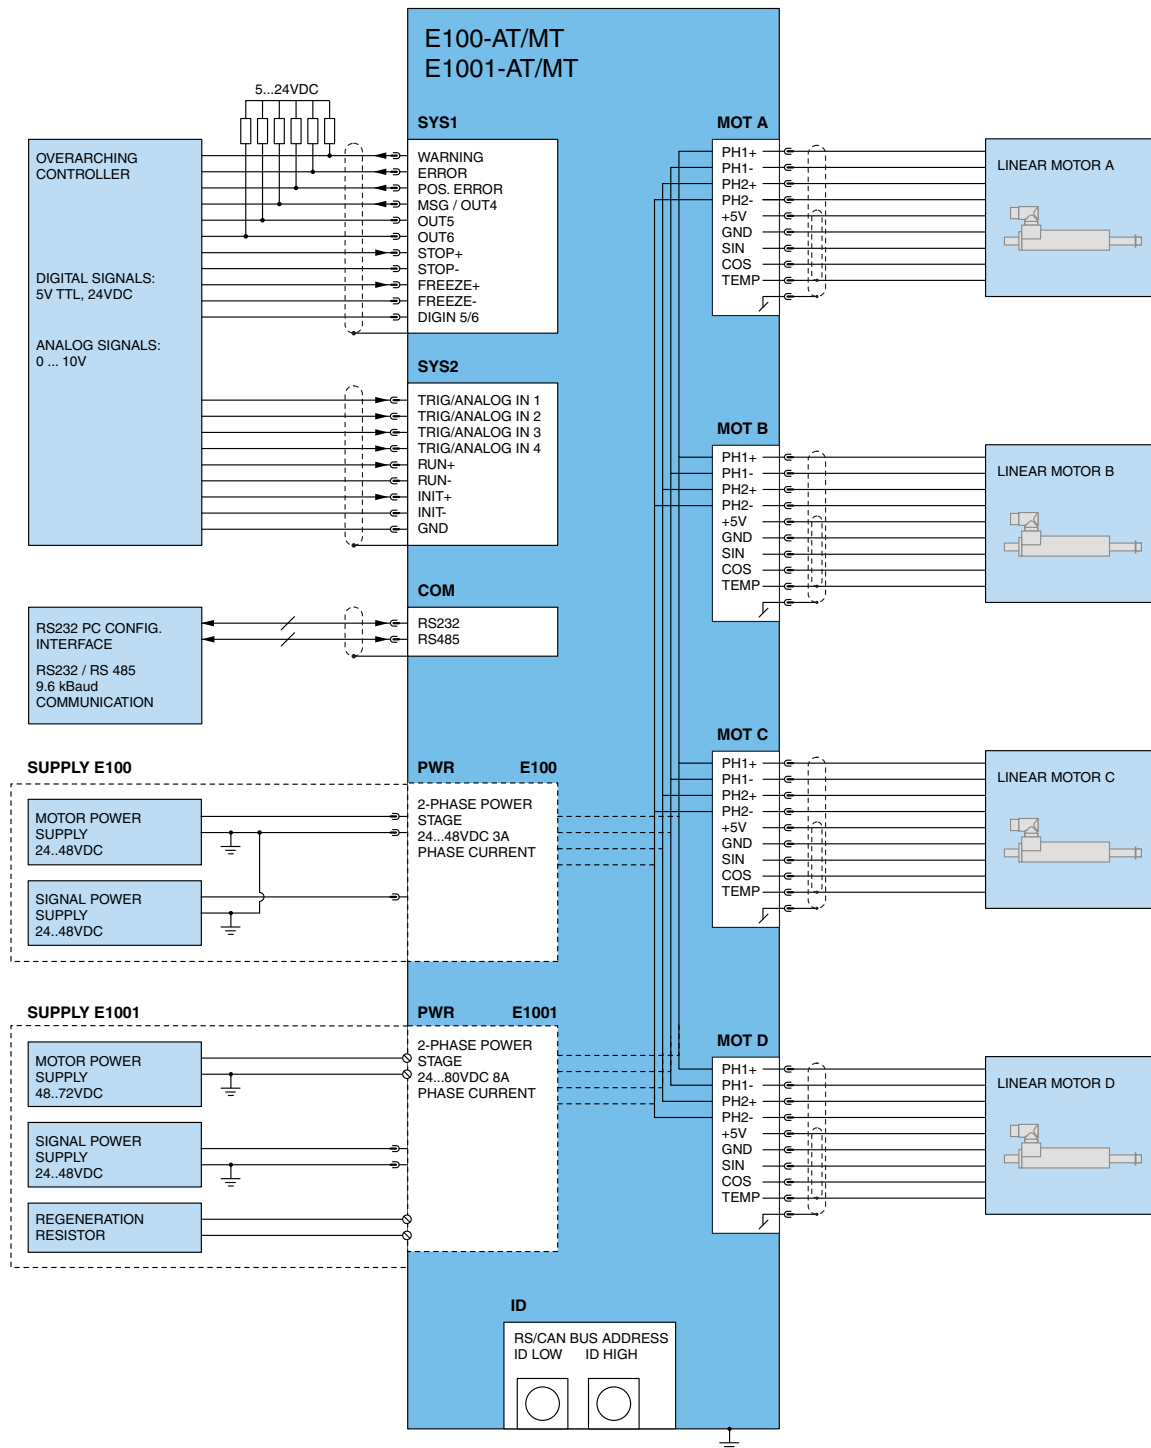 E100-AT/MT
E1001-AT/MT
5...24VDC
OVERARCHING
CONTROLLER
DIGITAL SIGNALS:
5V TTL, 24VDC
ANALOG SIGNALS:
0 ... 10V
SYS1
WARNING
ERROR
POS. ERROR
MSG / OUT4
OUT5
OUT6
STOP+
STOP-
FREEZE+
FREEZE-
DIGIN 5/6
SYS2
TRIG/ANALOG IN 1
TRIG/ANALOG IN 2
TRIG/ANALOG IN 3
TRIG/ANALOG IN 4
RUN+
RUN-
INIT+
INIT-
GND
RS232 PC CONFIG.
INTERFACE
RS232 / RS 485
9.6 kBaud
COMMUNICATION
COM
RS232
RS485
SUPPLY E100
MOTOR POWER
SUPPLY
24..48VDC
SIGNAL POWER
SUPPLY
24..48VDC
PWR E100
2-PHASE POWER
STAGE
24...48VDC 3A
PHASE CURRENT
SUPPLY E1001
MOTOR POWER
SUPPLY
48..72VDC
SIGNAL POWER
SUPPLY
24..48VDC
REGENERATION
RESISTOR
PWR E1001
2-PHASE POWER
STAGE
24...80VDC 8A
PHASE CURRENT
MOT A
PH1+
PH1-
PH2+
PH2-
+5V
GND
SIN
COS
TEMP
LINEAR MOTOR A
MOT B
PH1+
PH1-
PH2+
PH2-
+5V
GND
SIN
COS
TEMP
LINEAR MOTOR B
MOT C
PH1+
PH1-
PH2+
PH2-
+5V
GND
SIN
COS
TEMP
LINEAR MOTOR C
MOT D
PH1+
PH1-
PH2+
PH2-
+5V
GND
SIN
COS
TEMP
LINEAR MOTOR D
ID
RS/CAN BUS ADDRESS
ID LOW ID HIGH